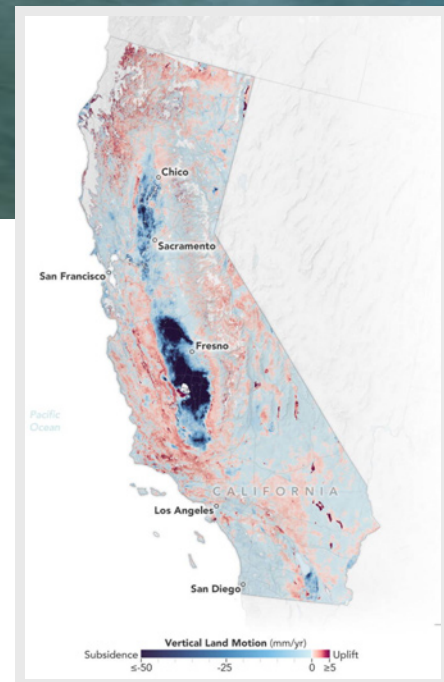 Chico
Sacramento
San Francisco
Fresno
Pacific
Ocean
CALIFORNIA
Los Angeles
San Diego
Vertical Land Motion (mm/yr)
Subsidence Uplift
≤-50 -25 0 ≥5